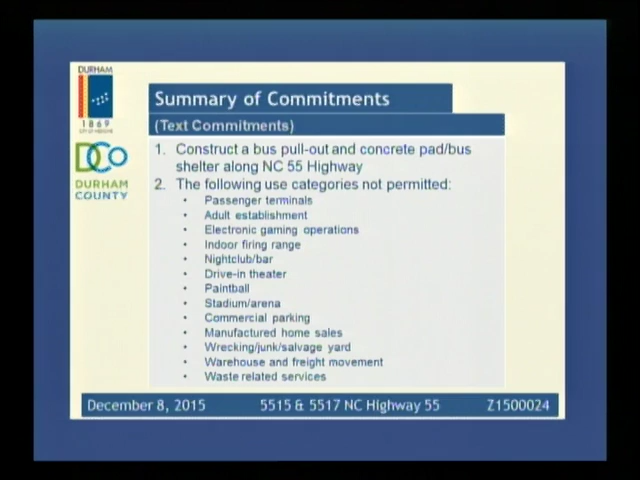 DURHAM
1869
CITY OF MEDICINE
DCo
DURHAM
COUNTY
Summary of Commitments
(Text Commitments)
1. Construct a bus pull-out and concrete pad/bus
shelter along NC 55 Highway
2. The following use categories not permitted:
• Passenger terminals
• Adult establishment
• Electronic gaming operations
• Indoor firing range
• Nightclub/bar
• Drive-in theater
• Paintball
• Stadium/arena
• Commercial parking
• Manufactured home sales
• Wrecking/junk/salvage yard
• Warehouse and freight movement
• Waste related services
December 8, 2015 5515 & 5517 NC Highway 55 Z1500024